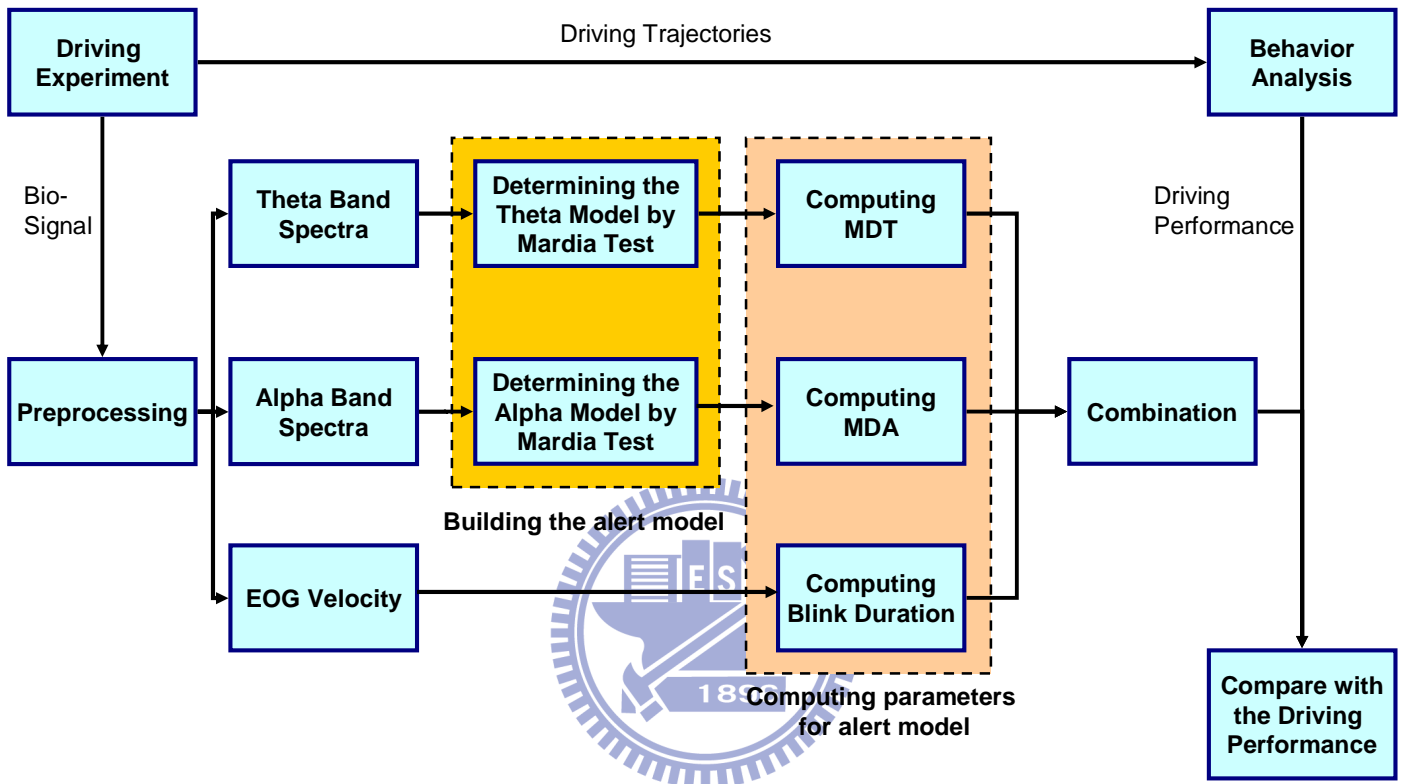 Driving
Experiment
Driving Trajectories
Behavior
Analysis
Bio-
Signal
Theta Band
Spectra
Determining the
Theta Model by
Mardia Test
Computing
MDT
Driving
Performance
Preprocessing
Alpha Band
Spectra
Determining the
Alpha Model by
Mardia Test
Computing
MDA
Combination
Building the alert model
EOG Velocity
E S
Computing
Blink Duration
189
Computing parameters
for alert model
Compare with
the Driving
Performance